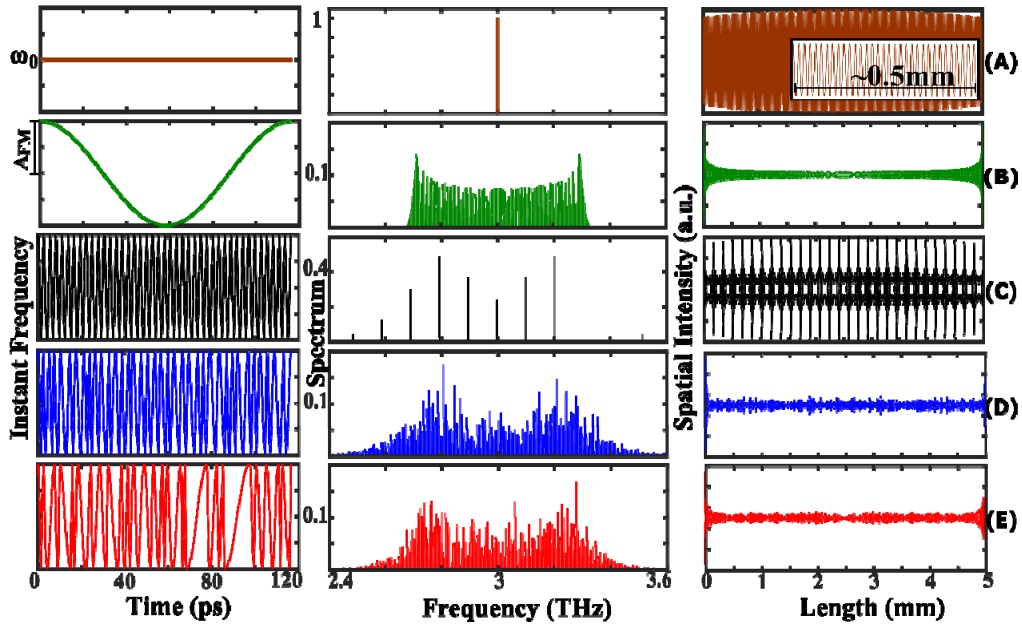 ω₀
1
~0.5mm
(A)
AFM
0.1
(B)
Instant Frequency
Spectrum
0.4
Spatial Intensity (a.u.)
(C)
0.1
(D)
0.1
(E)
0 40 80 120
2.4 3 3.6
0 1 2 3 4 5
Time (ps)
Frequency (THz)
Length (mm)